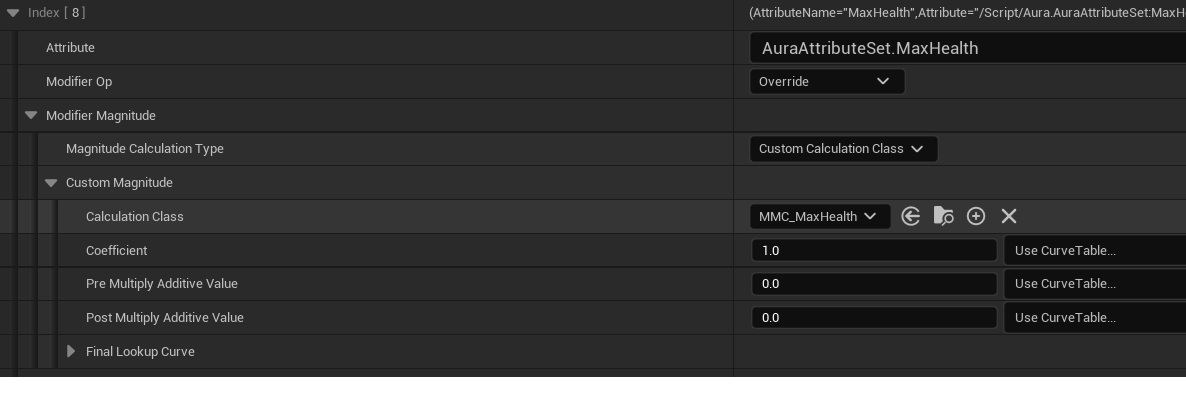 Index [ 8 ] (AttributeName="MaxHealth",Attribute="/Script/Aura.AuraAttributeSet:MaxH
Attribute AuraAttributeSet.MaxHealth
Modifier Op Override
Modifier Magnitude
Magnitude Calculation Type Custom Calculation Class
Custom Magnitude
Calculation Class MMC_MaxHealth
Coefficient 1.0 Use CurveTable...
Pre Multiply Additive Value 0.0 Use CurveTable...
Post Multiply Additive Value 0.0 Use CurveTable...
Final Lookup Curve